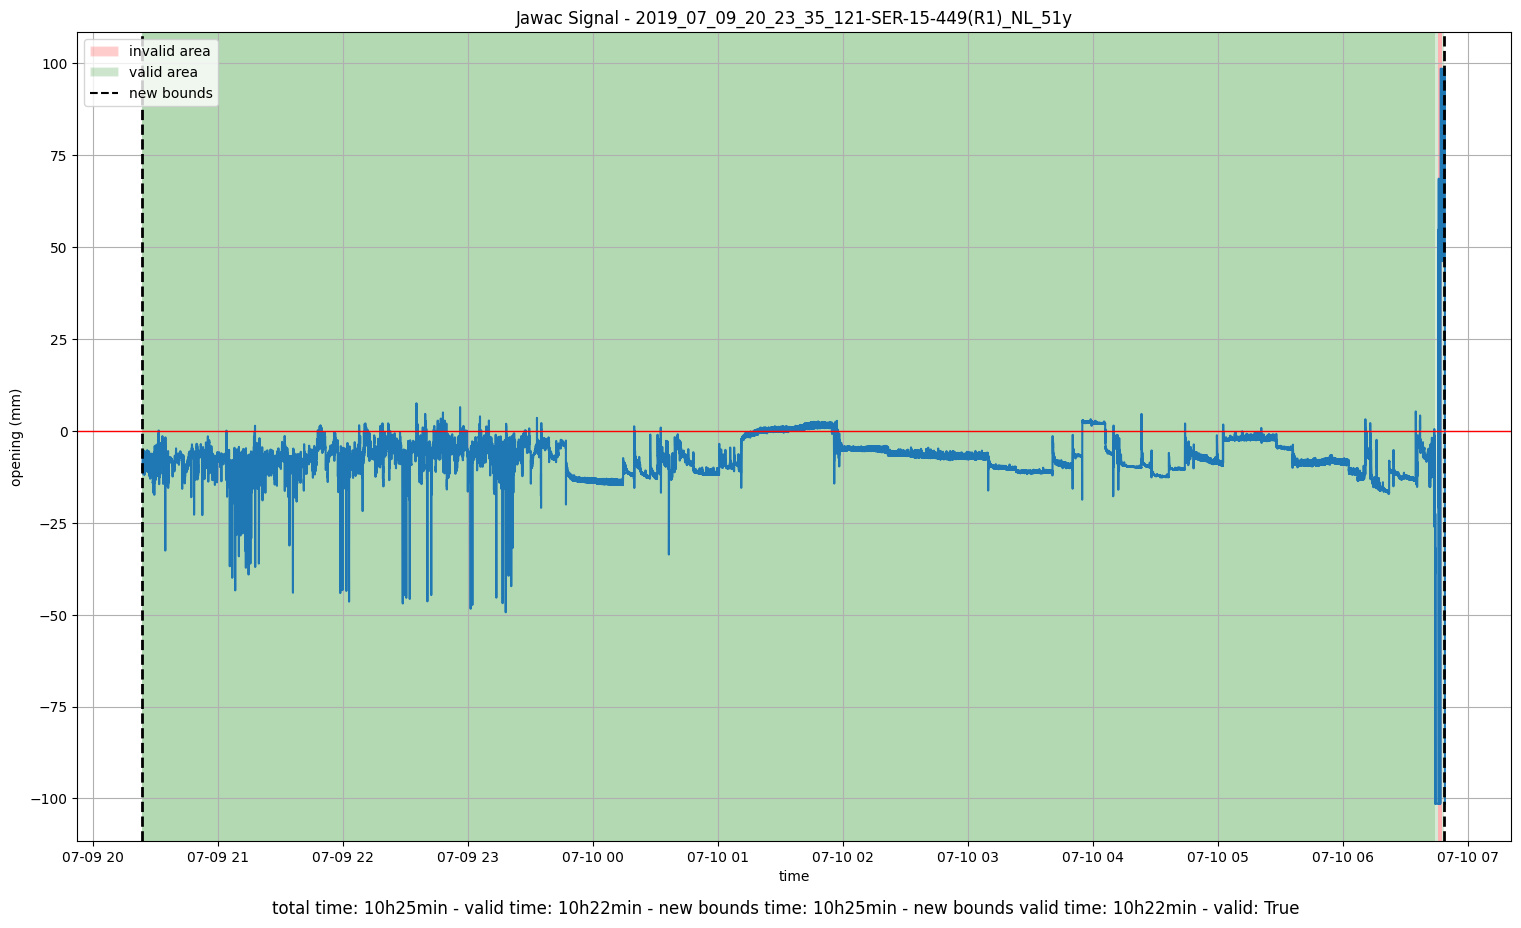 Jawac Signal - 2019_07_09_20_23_35_121-SER-15-449(R1)_NL_51y
invalid area
valid area
new bounds
100
75
50
25
0
−25
−50
−75
−100
opening (mm)
07-09 20 07-09 21 07-09 22 07-09 23 07-10 00 07-10 01 07-10 02 07-10 03 07-10 04 07-10 05 07-10 06 07-10 07
time
total time: 10h25min - valid time: 10h22min - new bounds time: 10h25min - new bounds valid time: 10h22min - valid: True